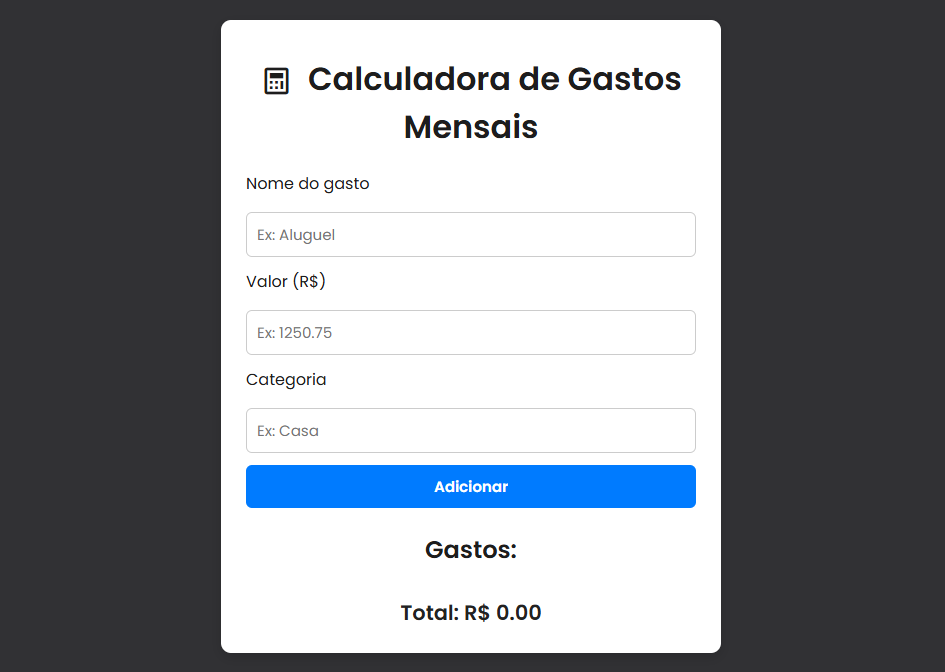 Calculadora de Gastos
Mensais
Nome do gasto
Ex: Aluguel
Valor (R$)
Ex: 1250.75
Categoria
Ex: Casa
Adicionar
Gastos:
Total: R$ 0.00